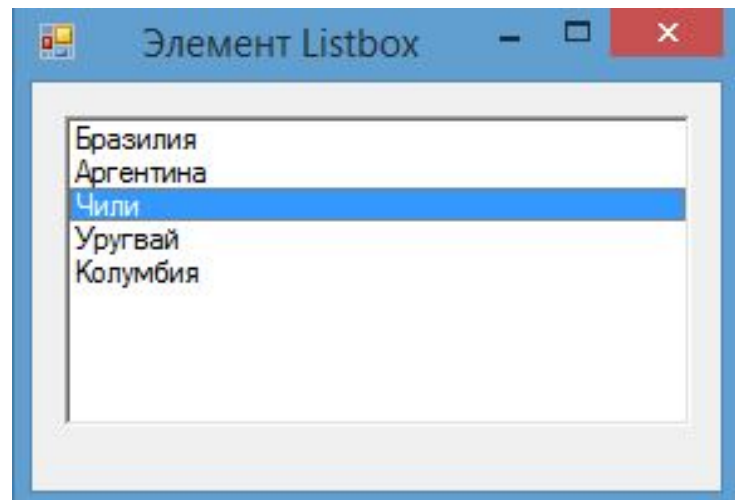 Элемент Listbox
Бразилия
Аргентина
Чили
Уругвай
Колумбия